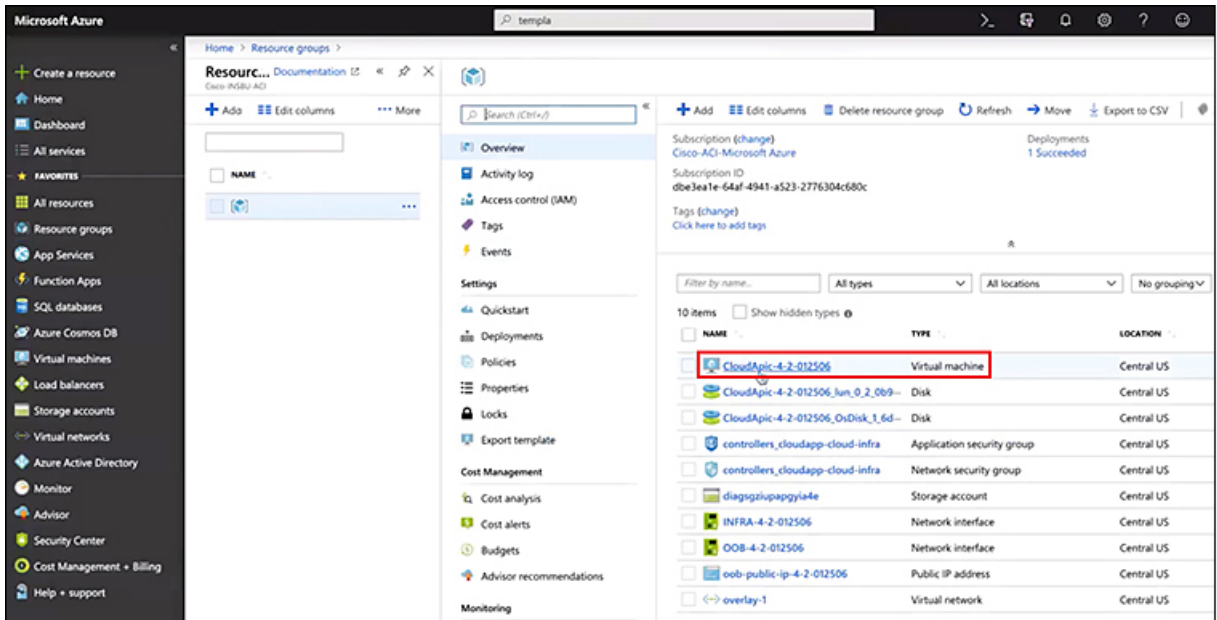 Microsoft Azure
templa
Create a resource
Home
Dashboard
All services
FAVORITES
All resources
Resource groups
App Services
Function Apps
SQL databases
Azure Cosmos DB
Virtual machines
Load balancers
Storage accounts
Virtual networks
Azure Active Directory
Monitor
Advisor
Security Center
Cost Management + Billing
Help + support
Home > Resource groups >
Resourc... Documentation
Cisco-INSBU-ACI
Add Edit columns More
NAME
Search (Ctrl+/)
Overview
Activity log
Access control (IAM)
Tags
Events
Settings
Quickstart
Deployments
Policies
Properties
Locks
Export template
Cost Management
Cost analysis
Cost alerts
Budgets
Advisor recommendations
Monitoring
Add Edit columns Delete resource group Refresh Move Export to CSV
Subscription (change) Deployments
Cisco-ACI-Microsoft Azure 1 Succeeded
Subscription ID
dbe3ea1e-64af-4941-a523-2776304c680c
Tags (change)
Click here to add tags
Filter by name... All types All locations No grouping
10 items Show hidden types
NAME TYPE LOCATION
CloudApic-4-2-012506 Virtual machine Central US
CloudApic-4-2-012506_lun_0_2_0b9... Disk Central US
CloudApic-4-2-012506_OsDisk_1_6d... Disk Central US
controllers_cloudapp-cloud-infra Application security group Central US
controllers_cloudapp-cloud-infra Network security group Central US
diagsgziupapgyia4e Storage account Central US
INFRA-4-2-012506 Network interface Central US
OOB-4-2-012506 Network interface Central US
oob-public-ip-4-2-012506 Public IP address Central US
overlay-1 Virtual network Central US